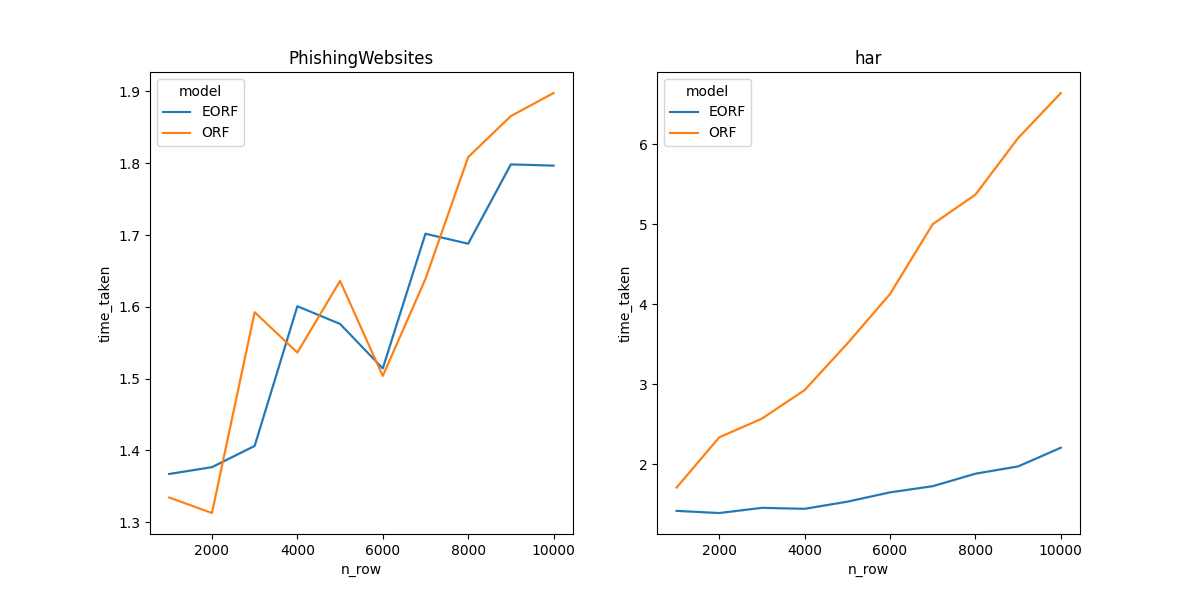 PhishingWebsites
model
EORF
ORF
1.9
1.8
1.7
1.6
1.5
1.4
1.3
time_taken
2000 4000 6000 8000 10000
n_row
har
model
EORF
ORF
6
5
4
3
2
time_taken
2000 4000 6000 8000 10000
n_row